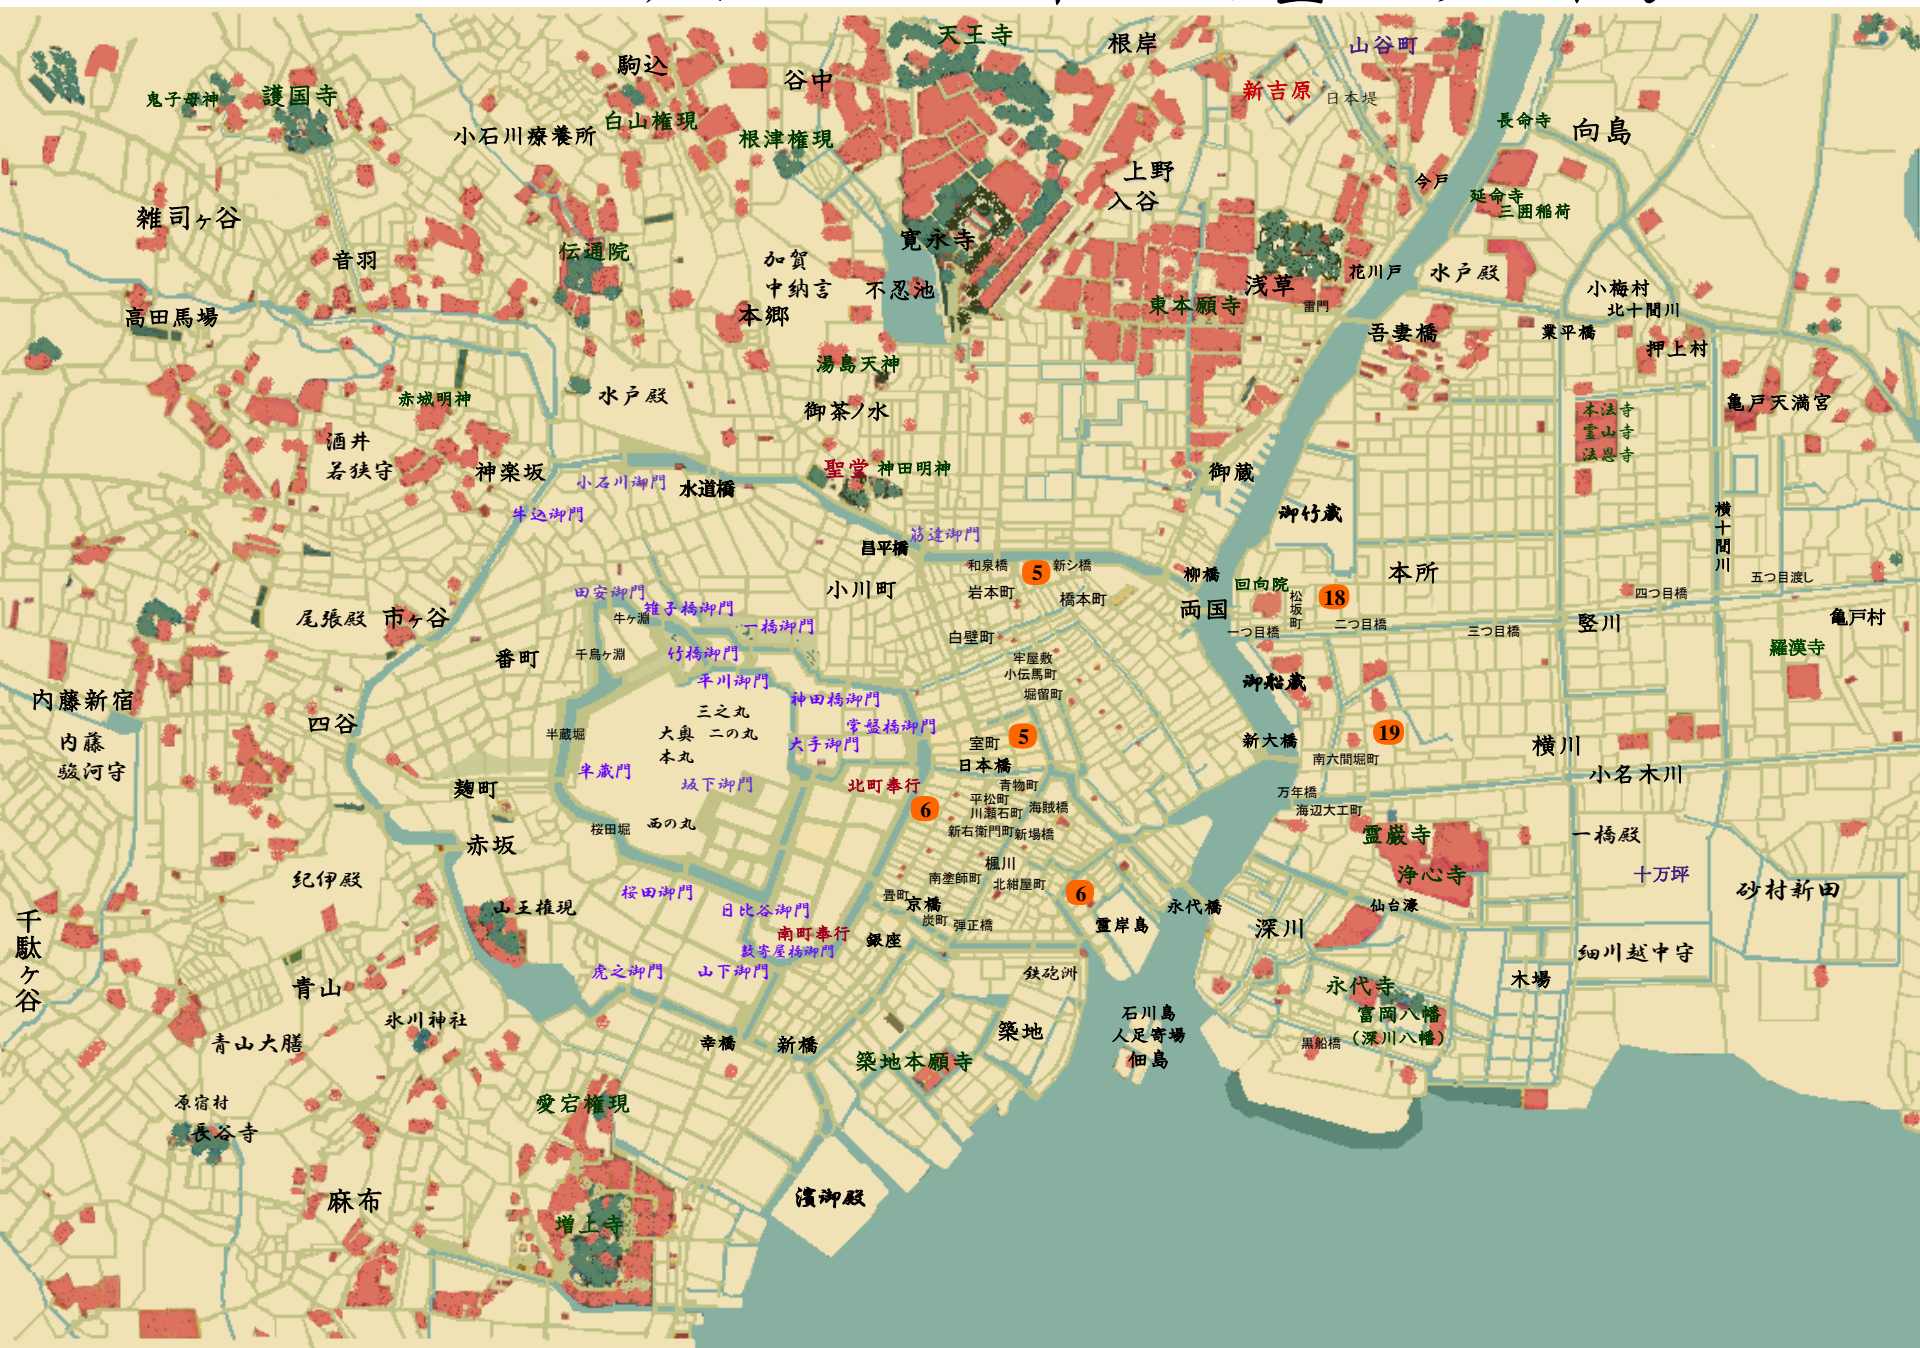 天王寺
根岸
山谷町
駒込
谷中
新吉原
日本堤
鬼子母神
護国寺
小石川療養所
白山権現
根津権現
長命寺
向島
上野
入谷
今戸
延命寺
三囲稲荷
雑司ヶ谷
音羽
伝通院
寛永寺
加賀
中納言
不忍池
本郷
浅草
花川戸
水戸殿
東本願寺
雷門
小梅村
北十間川
高田馬場
吾妻橋
業平橋
押上村
湯島天神
赤城明神
水戸殿
御茶ノ水
本法寺
霊山寺
法恩寺
亀戸天満宮
酒井
若狭守
神楽坂
聖堂
神田明神
御蔵
小石川御門
水道橋
牛込御門
御竹蔵
横十間川
筋違御門
昌平橋
和泉橋
5
新シ橋
柳橋
回向院
本所
五つ目渡し
田安御門
小川町
岩本町
橋本町
両国
松坂町
18
四つ目橋
雉子橋御門
牛ヶ淵
一橋御門
尾張殿
市ヶ谷
白壁町
一つ目橋
二つ目橋
三つ目橋
竪川
亀戸村
羅漢寺
番町
千鳥ヶ淵
竹橋御門
牢屋敷
小伝馬町
堀留町
平川御門
御船蔵
内藤新宿
神田橋御門
四谷
三之丸
常盤橋御門
大奥
二の丸
半蔵堀
大手御門
室町
5
新大橋
19
横川
内藤
駿河守
本丸
日本橋
南六間堀町
半蔵門
坂下御門
北町奉行
青物町
小名木川
麹町
平松町
海賊橋
万年橋
川瀬石町
海辺大工町
6
桜田堀
西の丸
新右衛門町
新場橋
霊巌寺
一橋殿
赤坂
楓川
浄心寺
十万坪
砂村新田
紀伊殿
桜田御門
南塗師町
北紺屋町
6
畳町
京橋
山王権現
日比谷御門
炭町
弾正橋
霊岸島
永代橋
仙台濠
深川
千駄ヶ谷
南町奉行
銀座
数寄屋橋御門
細川越中守
虎之御門
山下御門
鉄砲洲
木場
青山
永代寺
石川島
人足寄場
富岡八幡
(深川八幡)
氷川神社
築地
青山大膳
幸橋
新橋
黒船橋
佃島
築地本願寺
原宿村
愛宕権現
長谷寺
麻布
濱御殿
増上寺